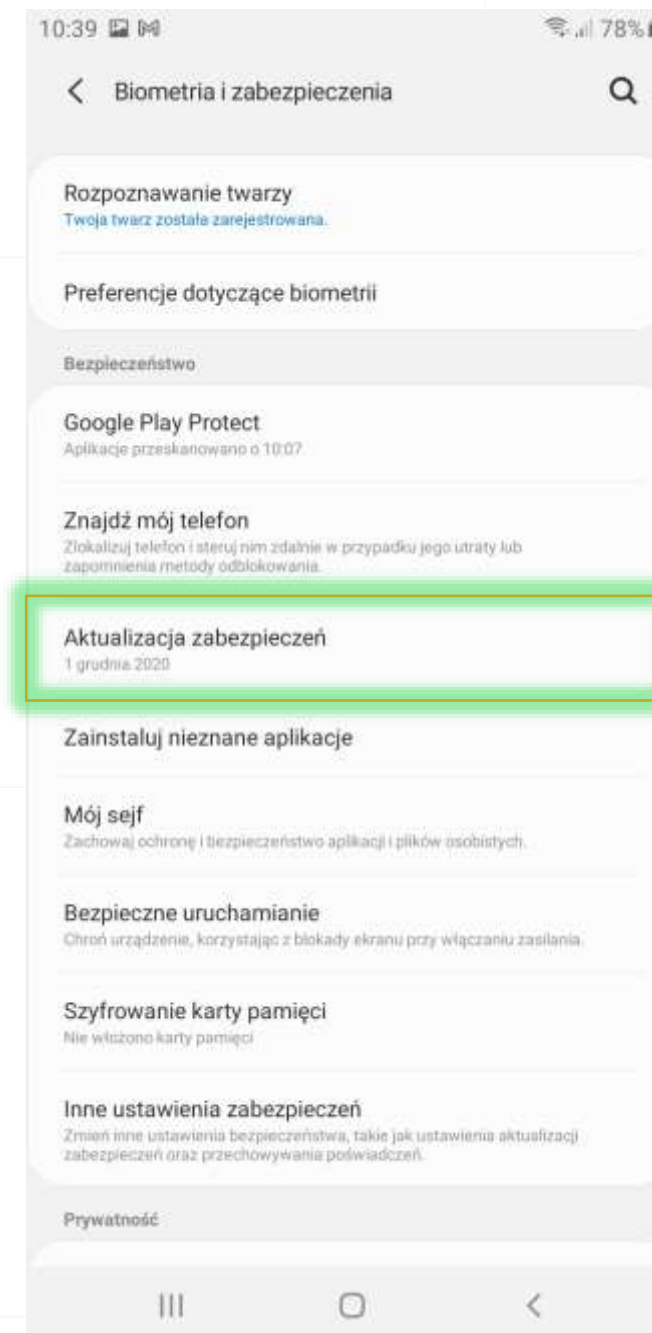 10:39 78%
Biometria i zabezpieczenia
Rozpoznawanie twarzy
Twoja twarz została zarejestrowana.
Preferencje dotyczące biometrii
Bezpieczeństwo
Google Play Protect
Aplikacje przeskanowano o 10:07.
Znajdź mój telefon
Zlokalizuj telefon i steruj nim zdalnie w przypadku jego utraty lub
zapomnienia metody odblokowania.
Aktualizacja zabezpieczeń
1 grudnia 2020
Zainstaluj nieznane aplikacje
Mój sejf
Zachowaj ochronę i bezpieczeństwo aplikacji i plików osobistych.
Bezpieczne uruchamianie
Chroń urządzenie, korzystając z blokady ekranu przy włączaniu zasilania.
Szyfrowanie karty pamięci
Nie włożono karty pamięci
Inne ustawienia zabezpieczeń
Zmień inne ustawienia bezpieczeństwa, takie jak ustawienia aktualizacji
zabezpieczeń oraz przechowywania poświadczeń.
Prywatność